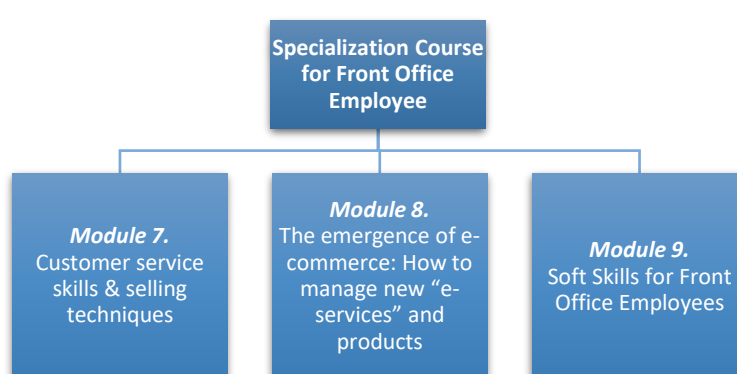 Specialization Course
for Front Office
Employee
Module 7.
Customer service
skills & selling
techniques
Module 8.
The emergence of e-
commerce: How to
manage new “e-
services” and
products
Module 9.
Soft Skills for Front
Office Employees